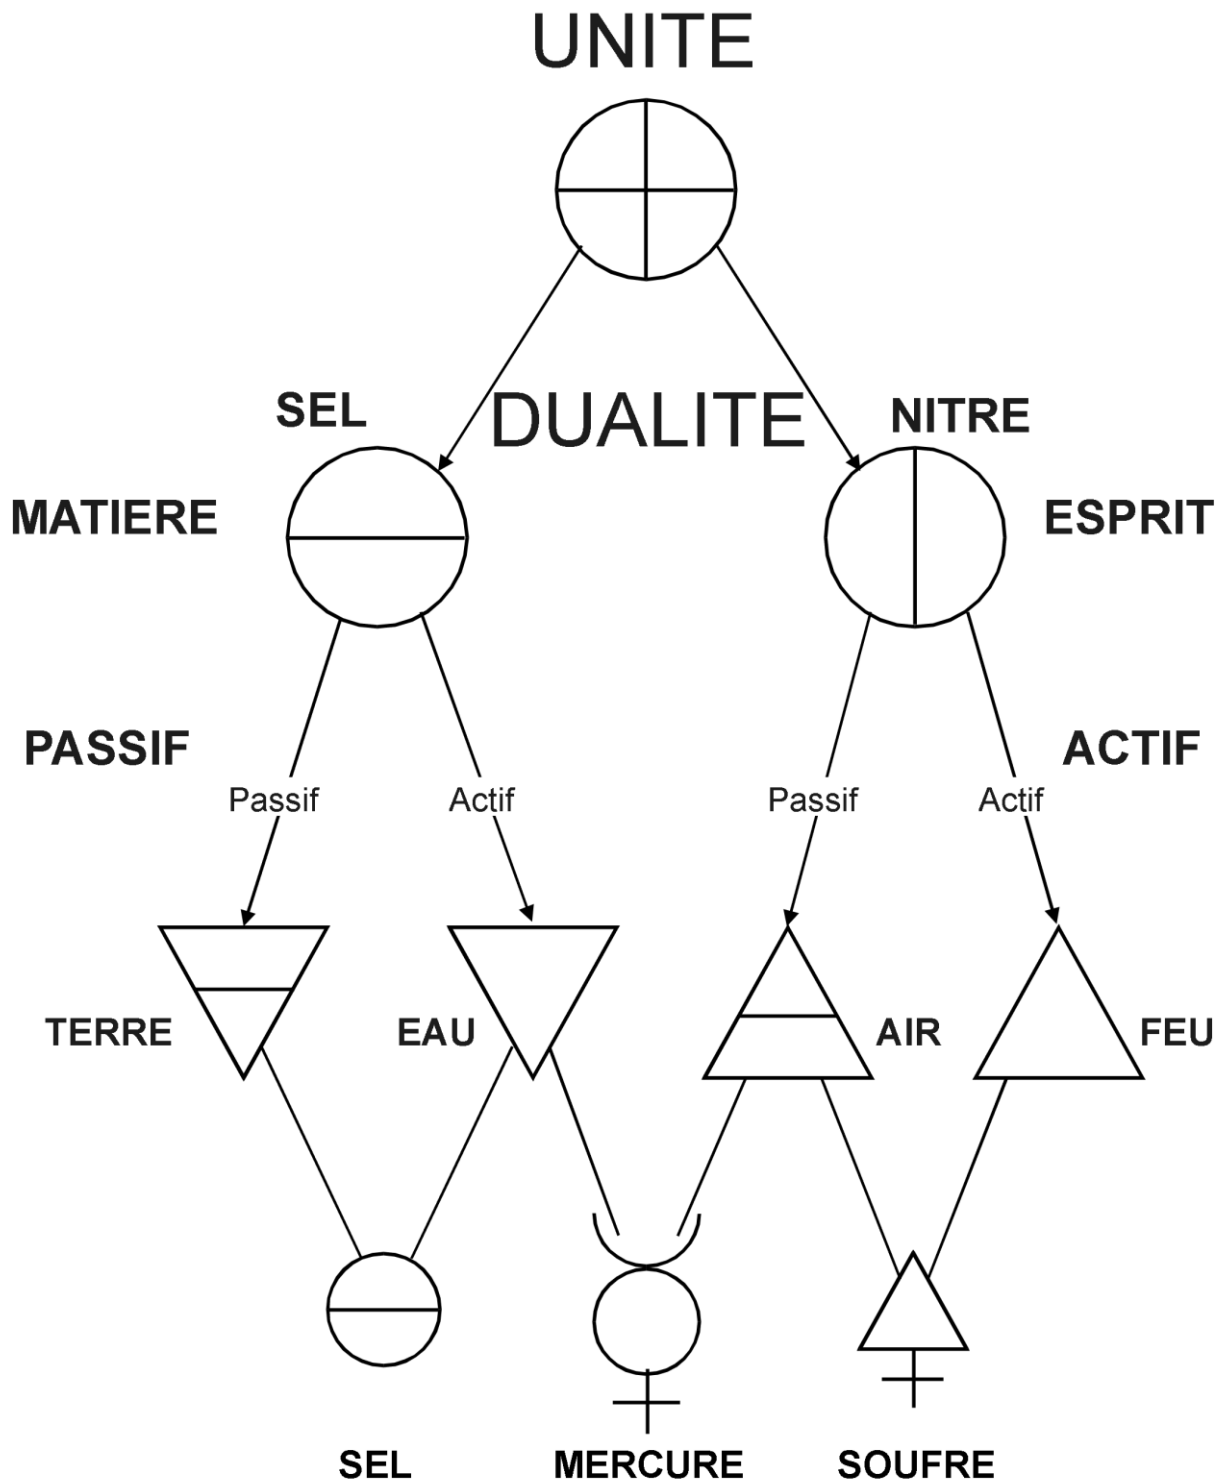 UNITE
SEL
DUALITE
NITRE
MATIERE
ESPRIT
PASSIF
ACTIF
Passif
Actif
Passif
Actif
TERRE
EAU
AIR
FEU
SEL
MERCURE
SOUFRE